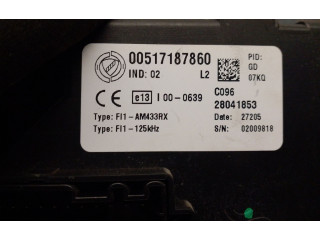 00517187860
PID:
IND: 02
L2
GD
07KQ
CE e13 I 00-0639
C096
28041853
Type: FI1-AM433RX
Date: 27205
Type: FI1-125kHz
S/N: 02009818